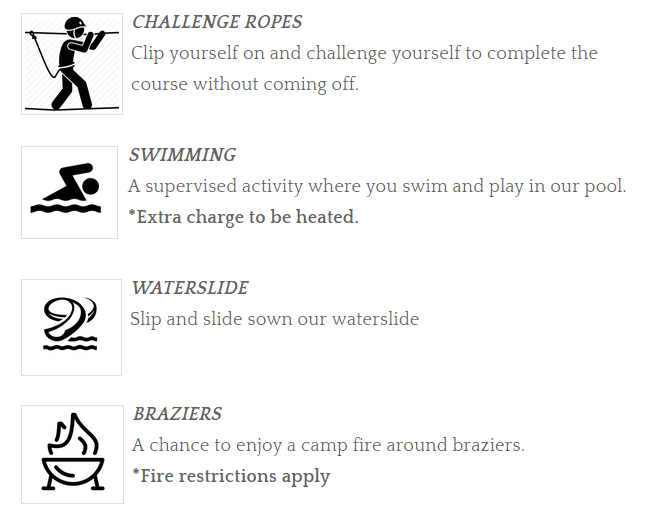 CHALLENGE ROPES
Clip yourself on and challenge yourself to complete the
course without coming off.
SWIMMING
A supervised activity where you swim and play in our pool.
*Extra charge to be heated.
WATERSLIDE
Slip and slide sown our waterslide
BRAZIERS
A chance to enjoy a camp fire around braziers.
*Fire restrictions apply